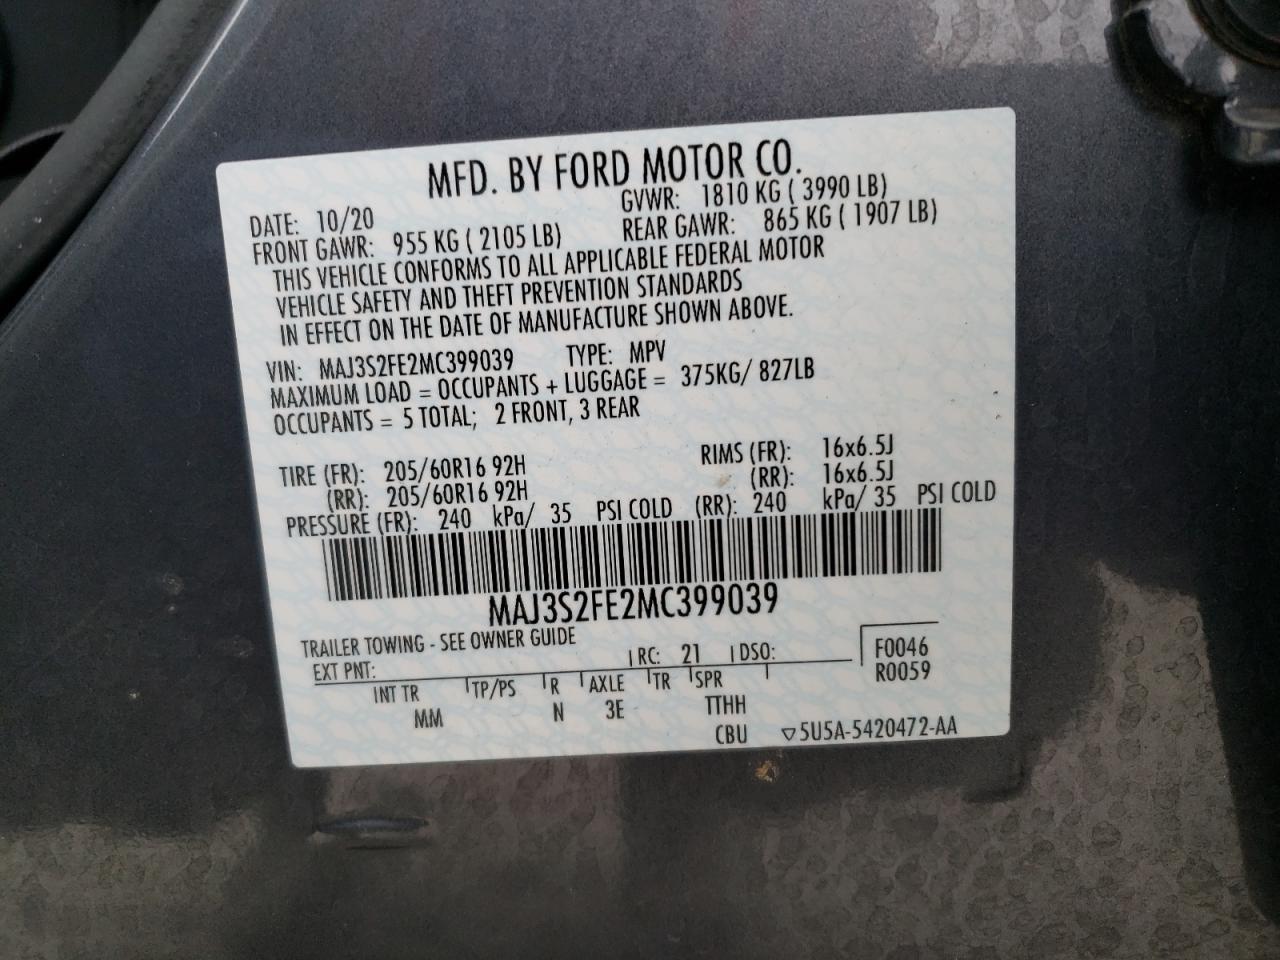 MFD. BY FORD MOTOR CO.
DATE: 10/20 GVWR: 1810 KG ( 3990 LB)
FRONT GAWR: 955 KG ( 2105 LB) REAR GAWR: 865 KG ( 1907 LB)
THIS VEHICLE CONFORMS TO ALL APPLICABLE FEDERAL MOTOR
VEHICLE SAFETY AND THEFT PREVENTION STANDARDS
IN EFFECT ON THE DATE OF MANUFACTURE SHOWN ABOVE.
VIN: MAJ3S2FE2MC399039 TYPE: MPV
MAXIMUM LOAD = OCCUPANTS + LUGGAGE = 375KG/ 827LB
OCCUPANTS = 5 TOTAL; 2 FRONT, 3 REAR
TIRE (FR): 205/60R16 92H RIMS (FR): 16x6.5J
(RR): 205/60R16 92H (RR): 16x6.5J
PRESSURE (FR): 240 kPa/ 35 PSI COLD (RR): 240 kPa/ 35 PSI COLD
MAJ3S2FE2MC399039
TRAILER TOWING - SEE OWNER GUIDE
EXT PNT: RC: 21 DSO: F0046
R0059
INT TR TP/PS R AXLE TR SPR
MM N 3E TTHH
CBU ▽5U5A-5420472-AA